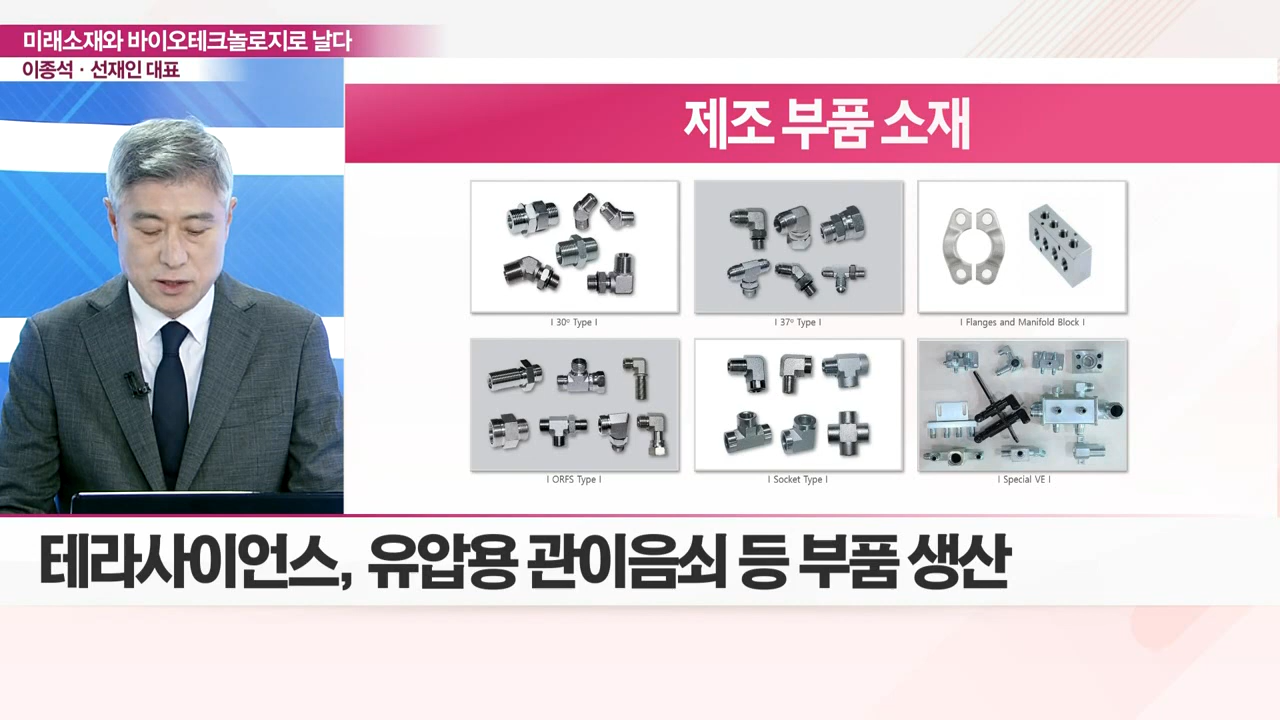 미래소재와 바이오테크놀로지로 날다
이종석 · 선재인 대표
제조 부품 소재
I 30º Type I
I 37º Type I
I Flanges and Manifold Block I
I ORFS Type I
I Socket Type I
I Special VE I
테라사이언스, 유압용 관이음쇠 등 부품 생산